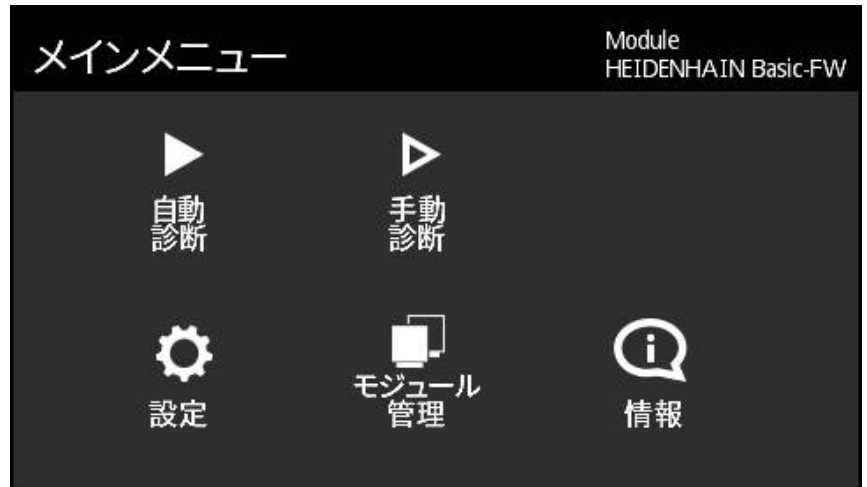 メインメニュー
Module
HEIDENHAIN Basic-FW
自動
診断
手動
診断
設定
モジュール
管理
情報